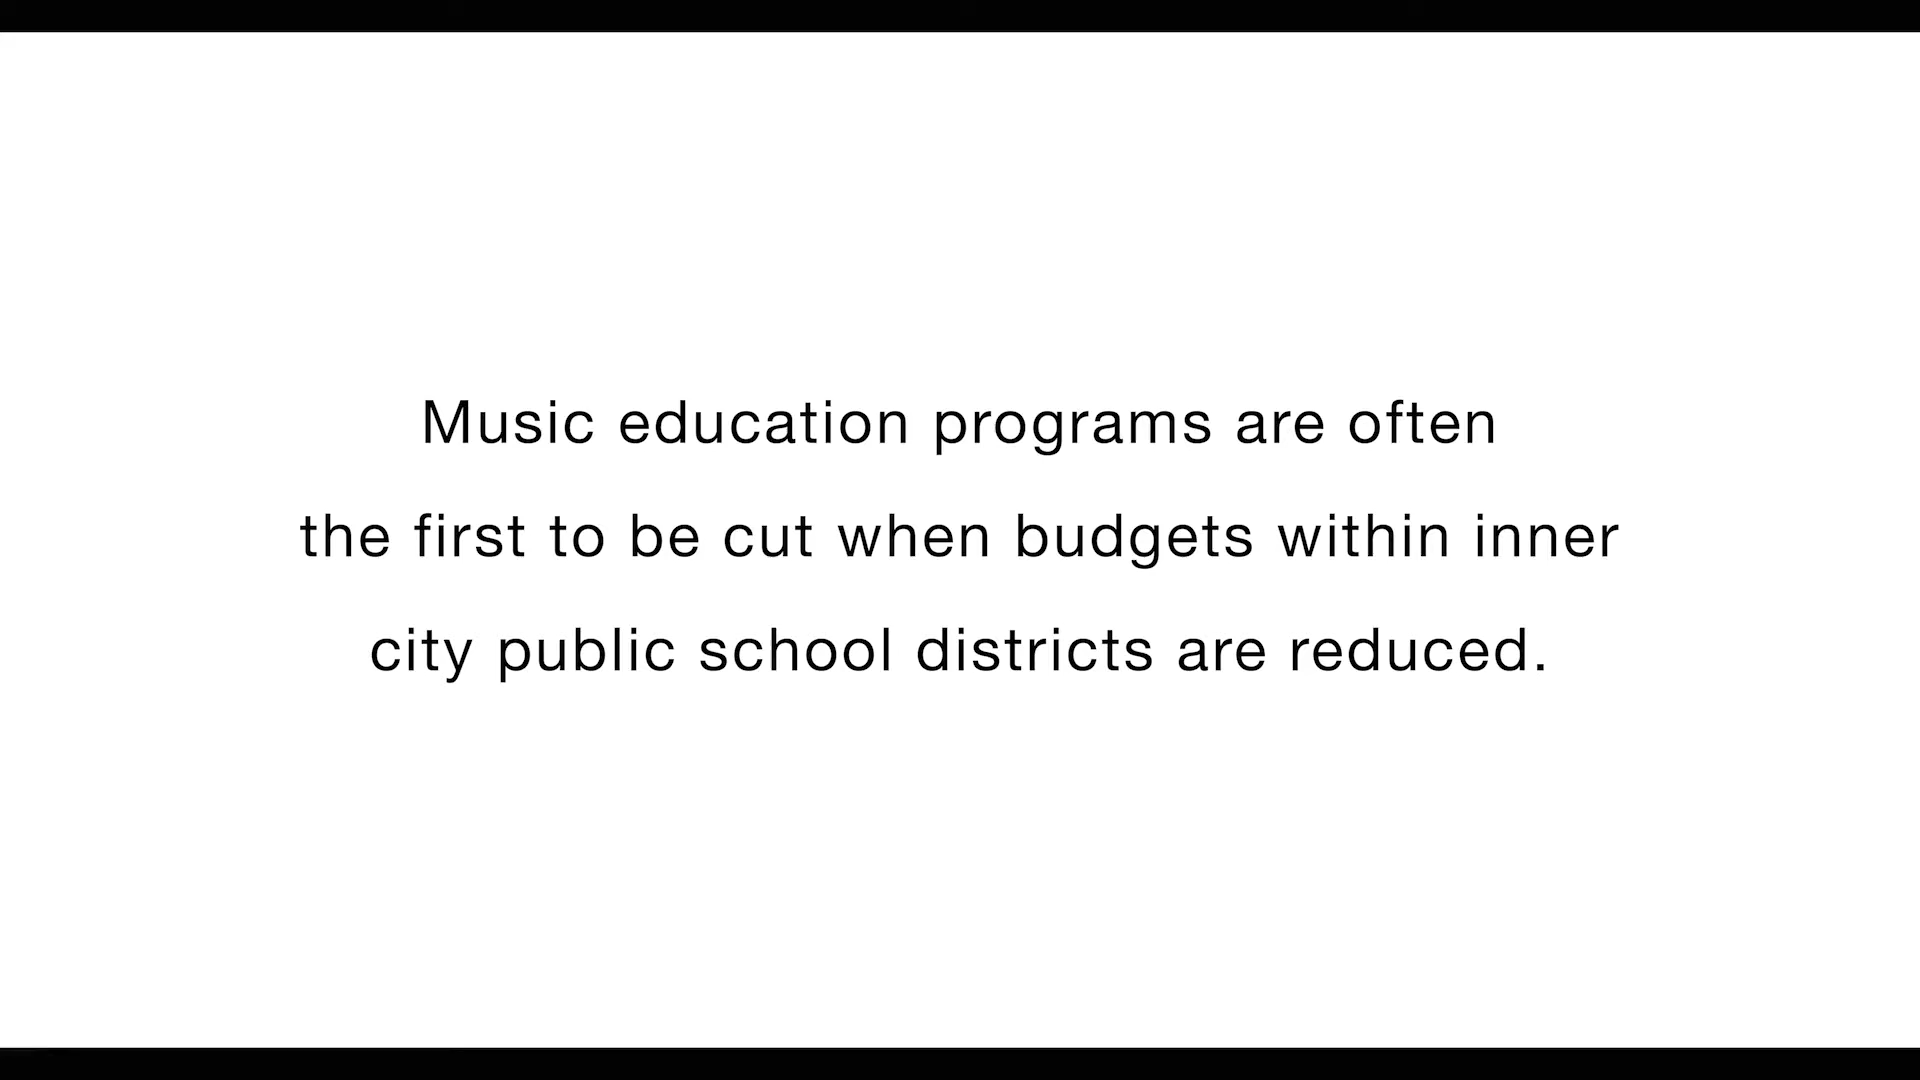 Music education programs are often
the first to be cut when budgets within inner
city public school districts are reduced.